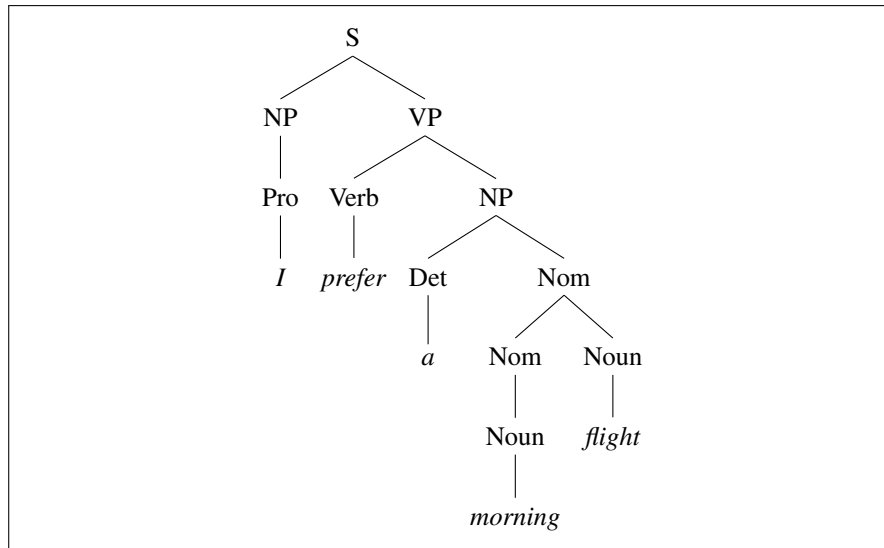 S
NP VP
Pro Verb NP
I prefer Det Nom
a Nom Noun
Noun flight
morning